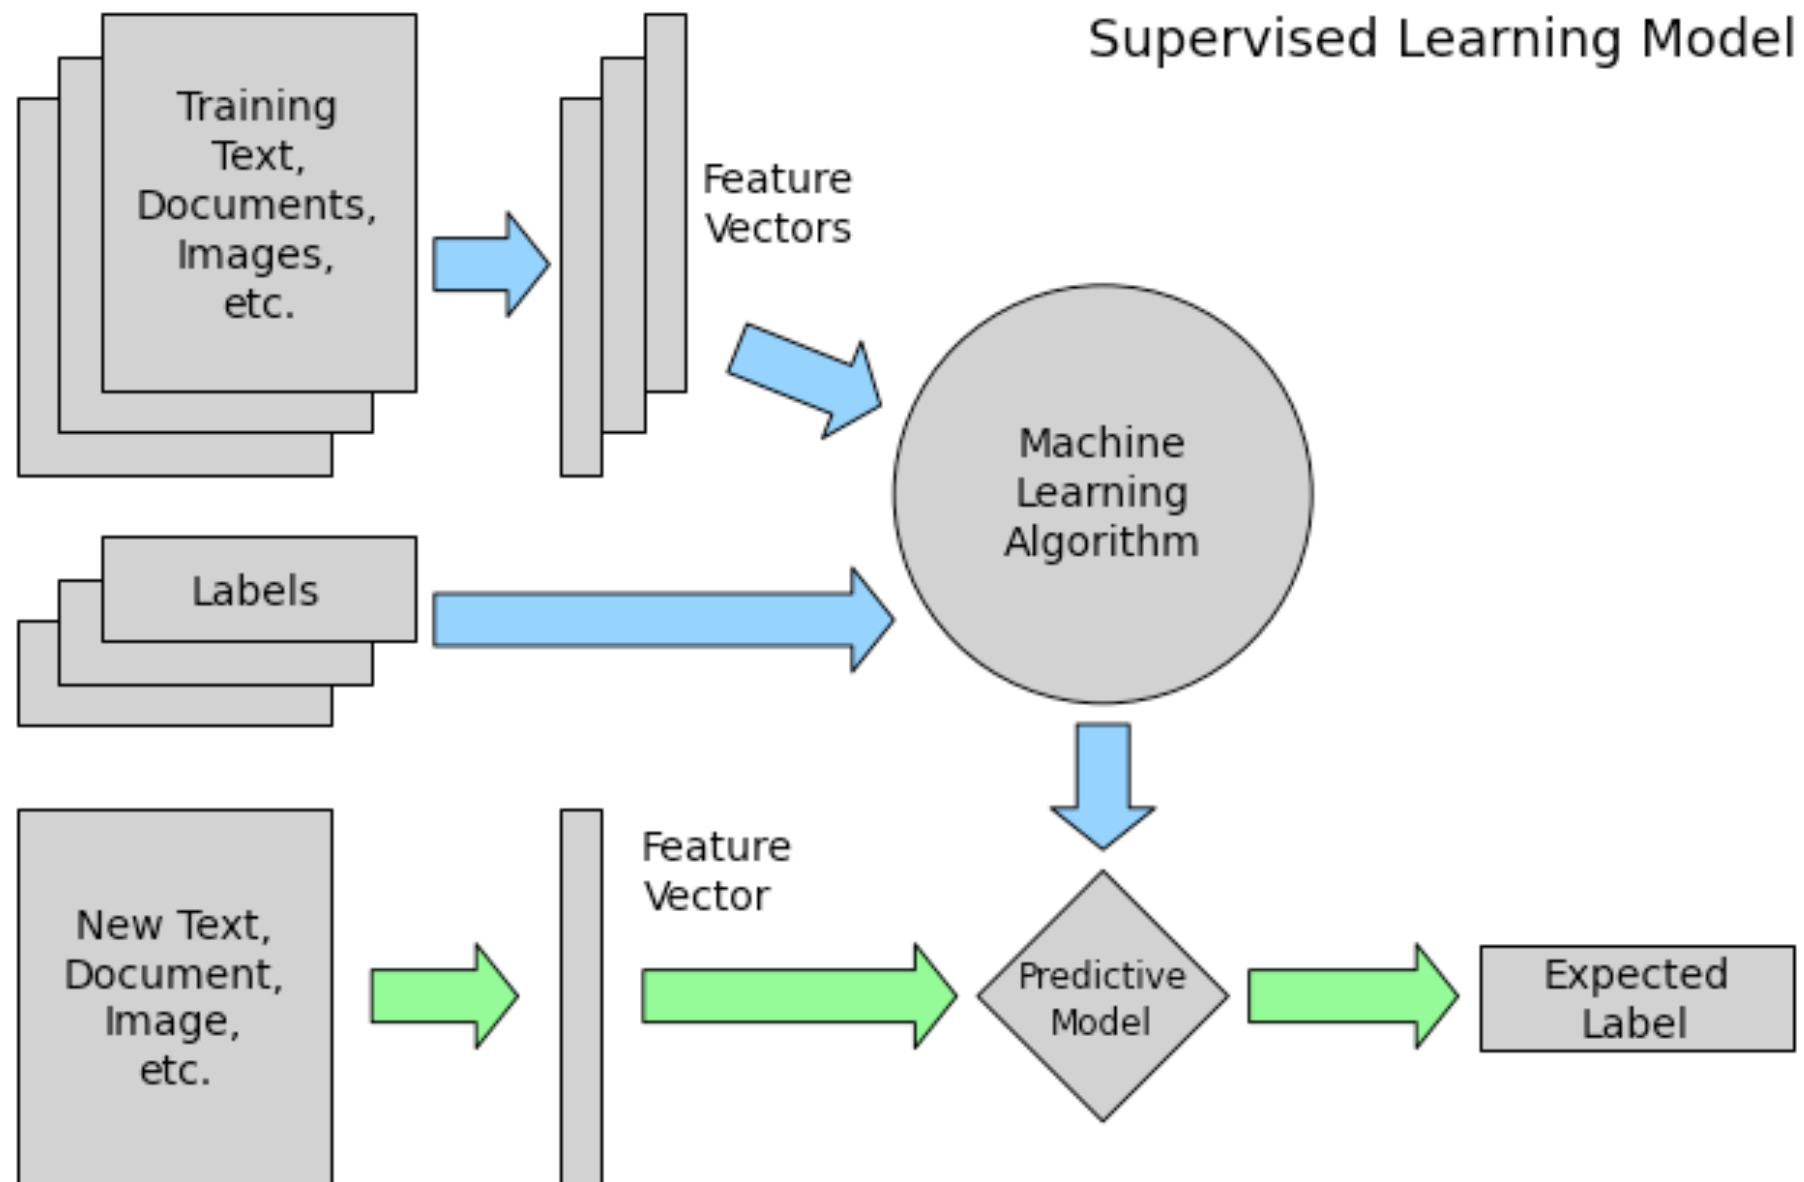 Supervised Learning Model
Training
Text,
Documents,
Images,
etc.
Feature
Vectors
Machine
Learning
Algorithm
Labels
Feature
Vector
New Text,
Document,
Image,
etc.
Predictive
Model
Expected
Label